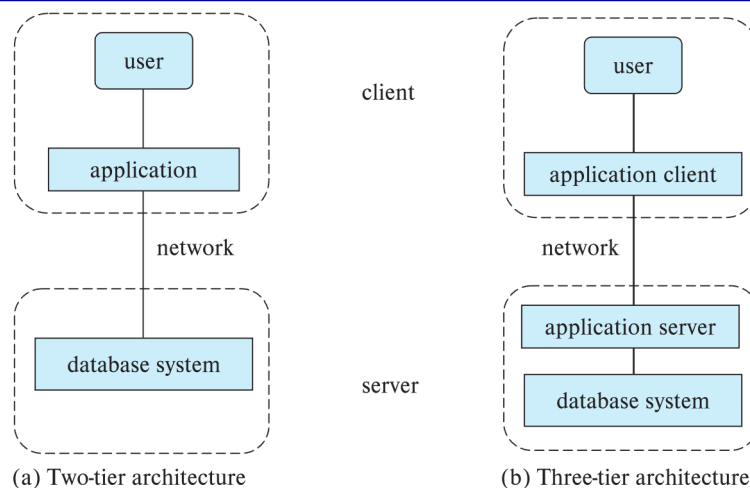 user
application
network
database system
(a) Two-tier architecture
client
server
user
application client
network
application server
database system
(b) Three-tier architecture